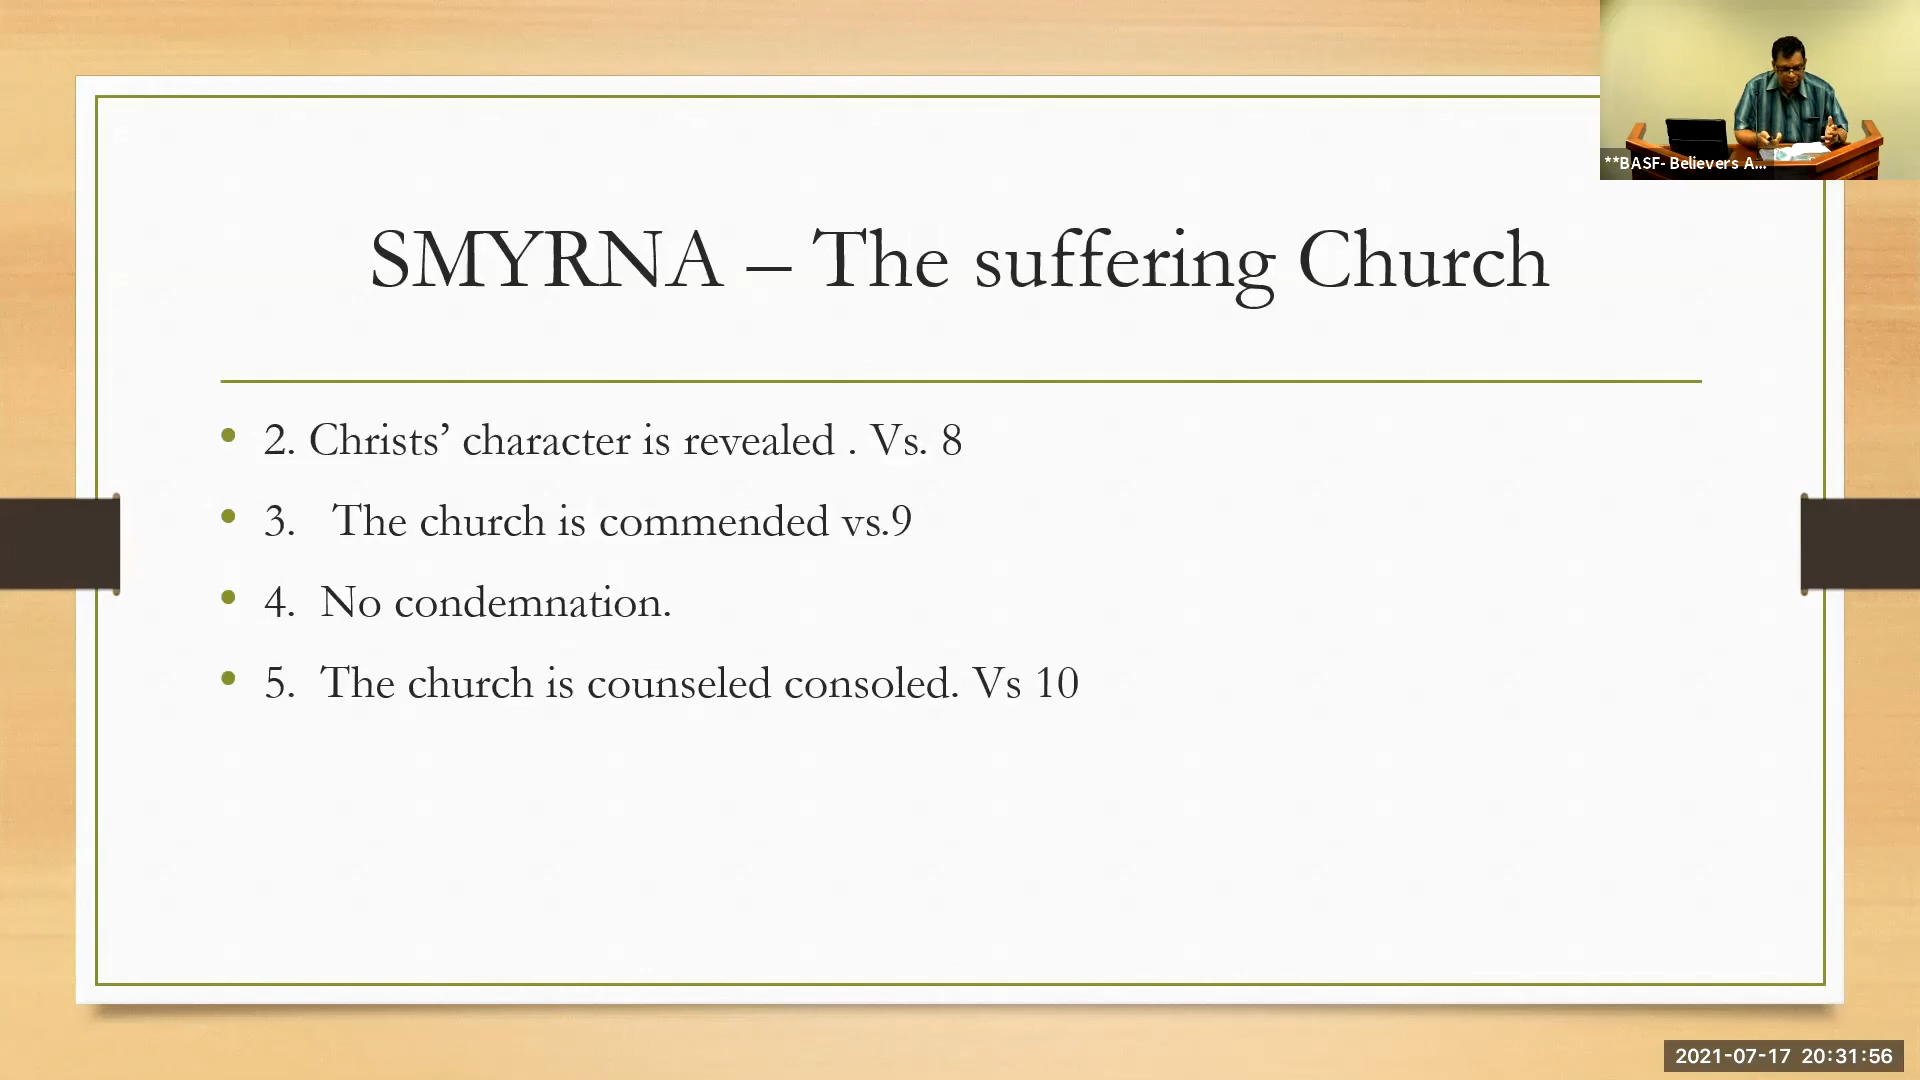 **BASF- Believers A...
SMYRNA – The suffering Church
• 2. Christs’ character is revealed . Vs. 8
• 3. The church is commended vs.9
• 4. No condemnation.
• 5. The church is counseled consoled. Vs 10
2021-07-17 20:31:56